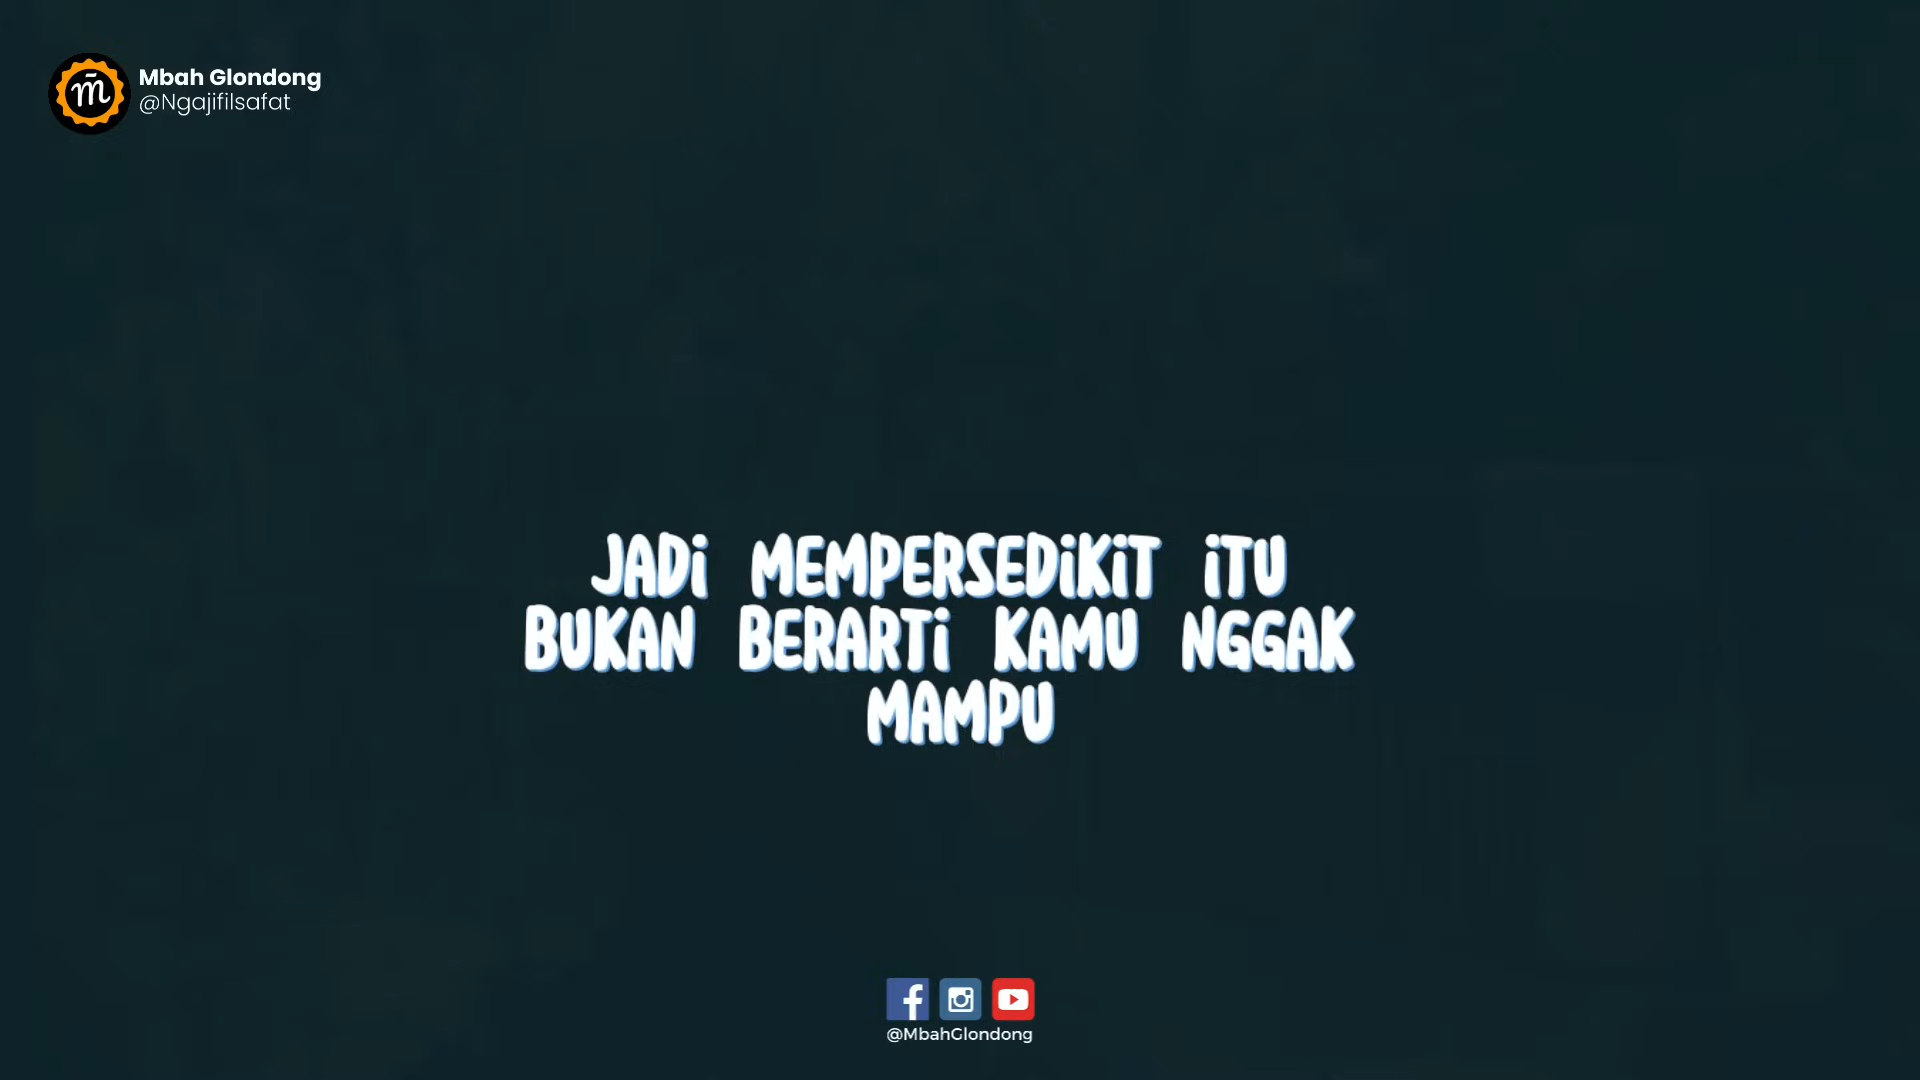 Mbah Glondong
@Ngajifilsafat
JADI MEMPERSEDIKIT ITU
BUKAN BERARTI KAMU NGGAK
MAMPU
@MbahGlondong